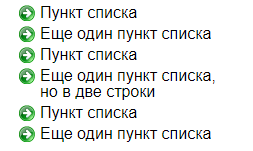 Пункт списка
Еще один пункт списка
Пункт списка
Еще один пункт списка,
но в две строки
Пункт списка
Еще один пункт списка